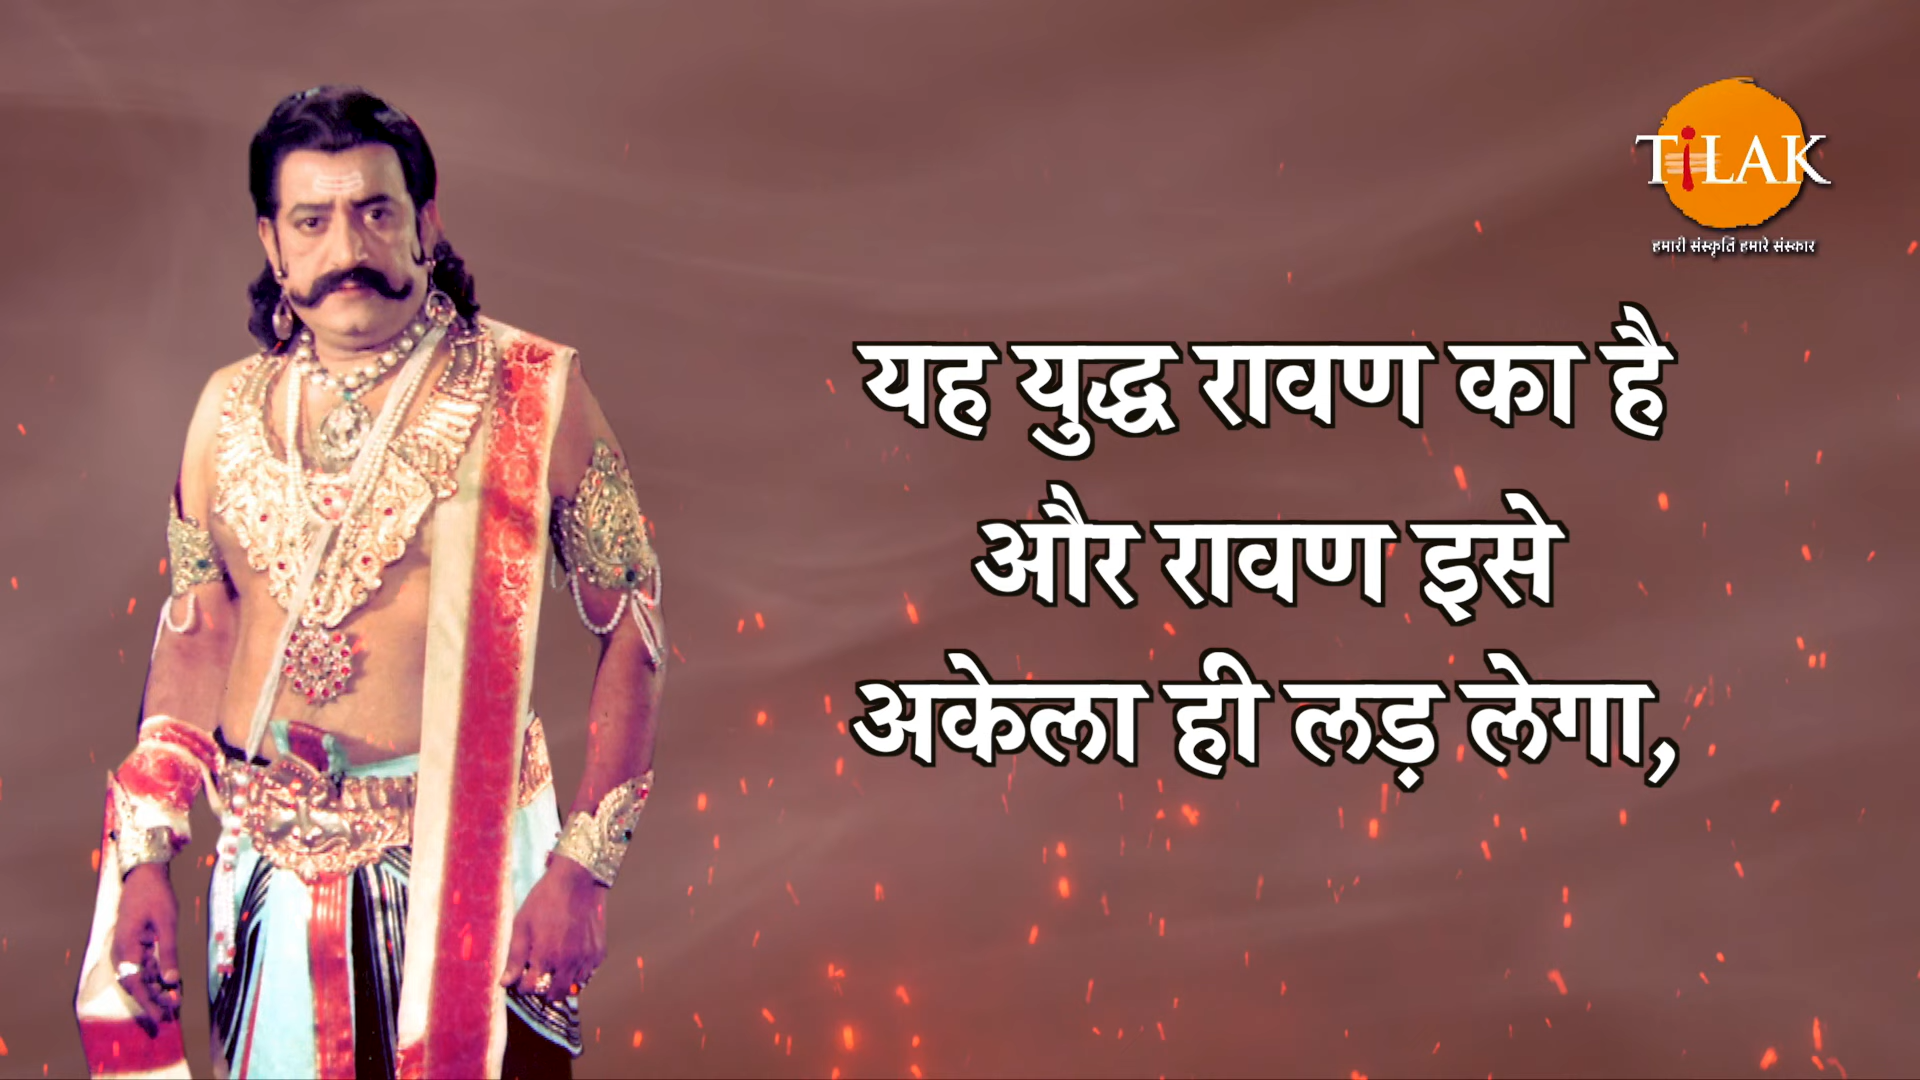 TiLAK
हमारी संस्कृति हमारे संस्कार
यह युद्ध रावण का है
और रावण इसे
अकेला ही लड़ लेगा,